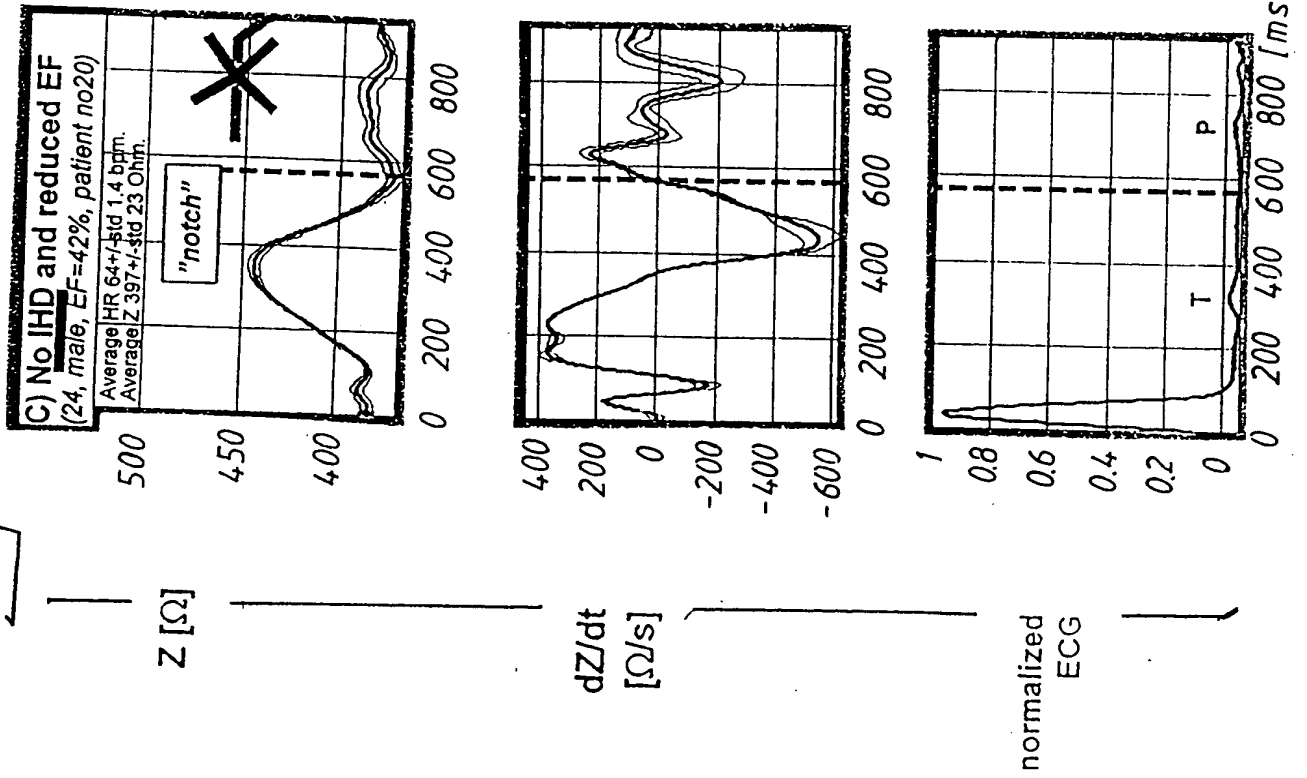 C) No IHD and reduced EF
(24, male, EF=42%, patient no20)
Average HR 64+/-std 1.4 bpm.
Average Z 397+/-std 23 Ohm.
"notch"
Z [Ω]
500
450
400
0 200 400 600 800
dZ/dt
[Ω/s]
400
200
0
-200
-400
-600
0 200 400 600 800
normalized
ECG
1
0.8
0.6
0.4
0.2
0
T P
0 200 400 600 800 [ms